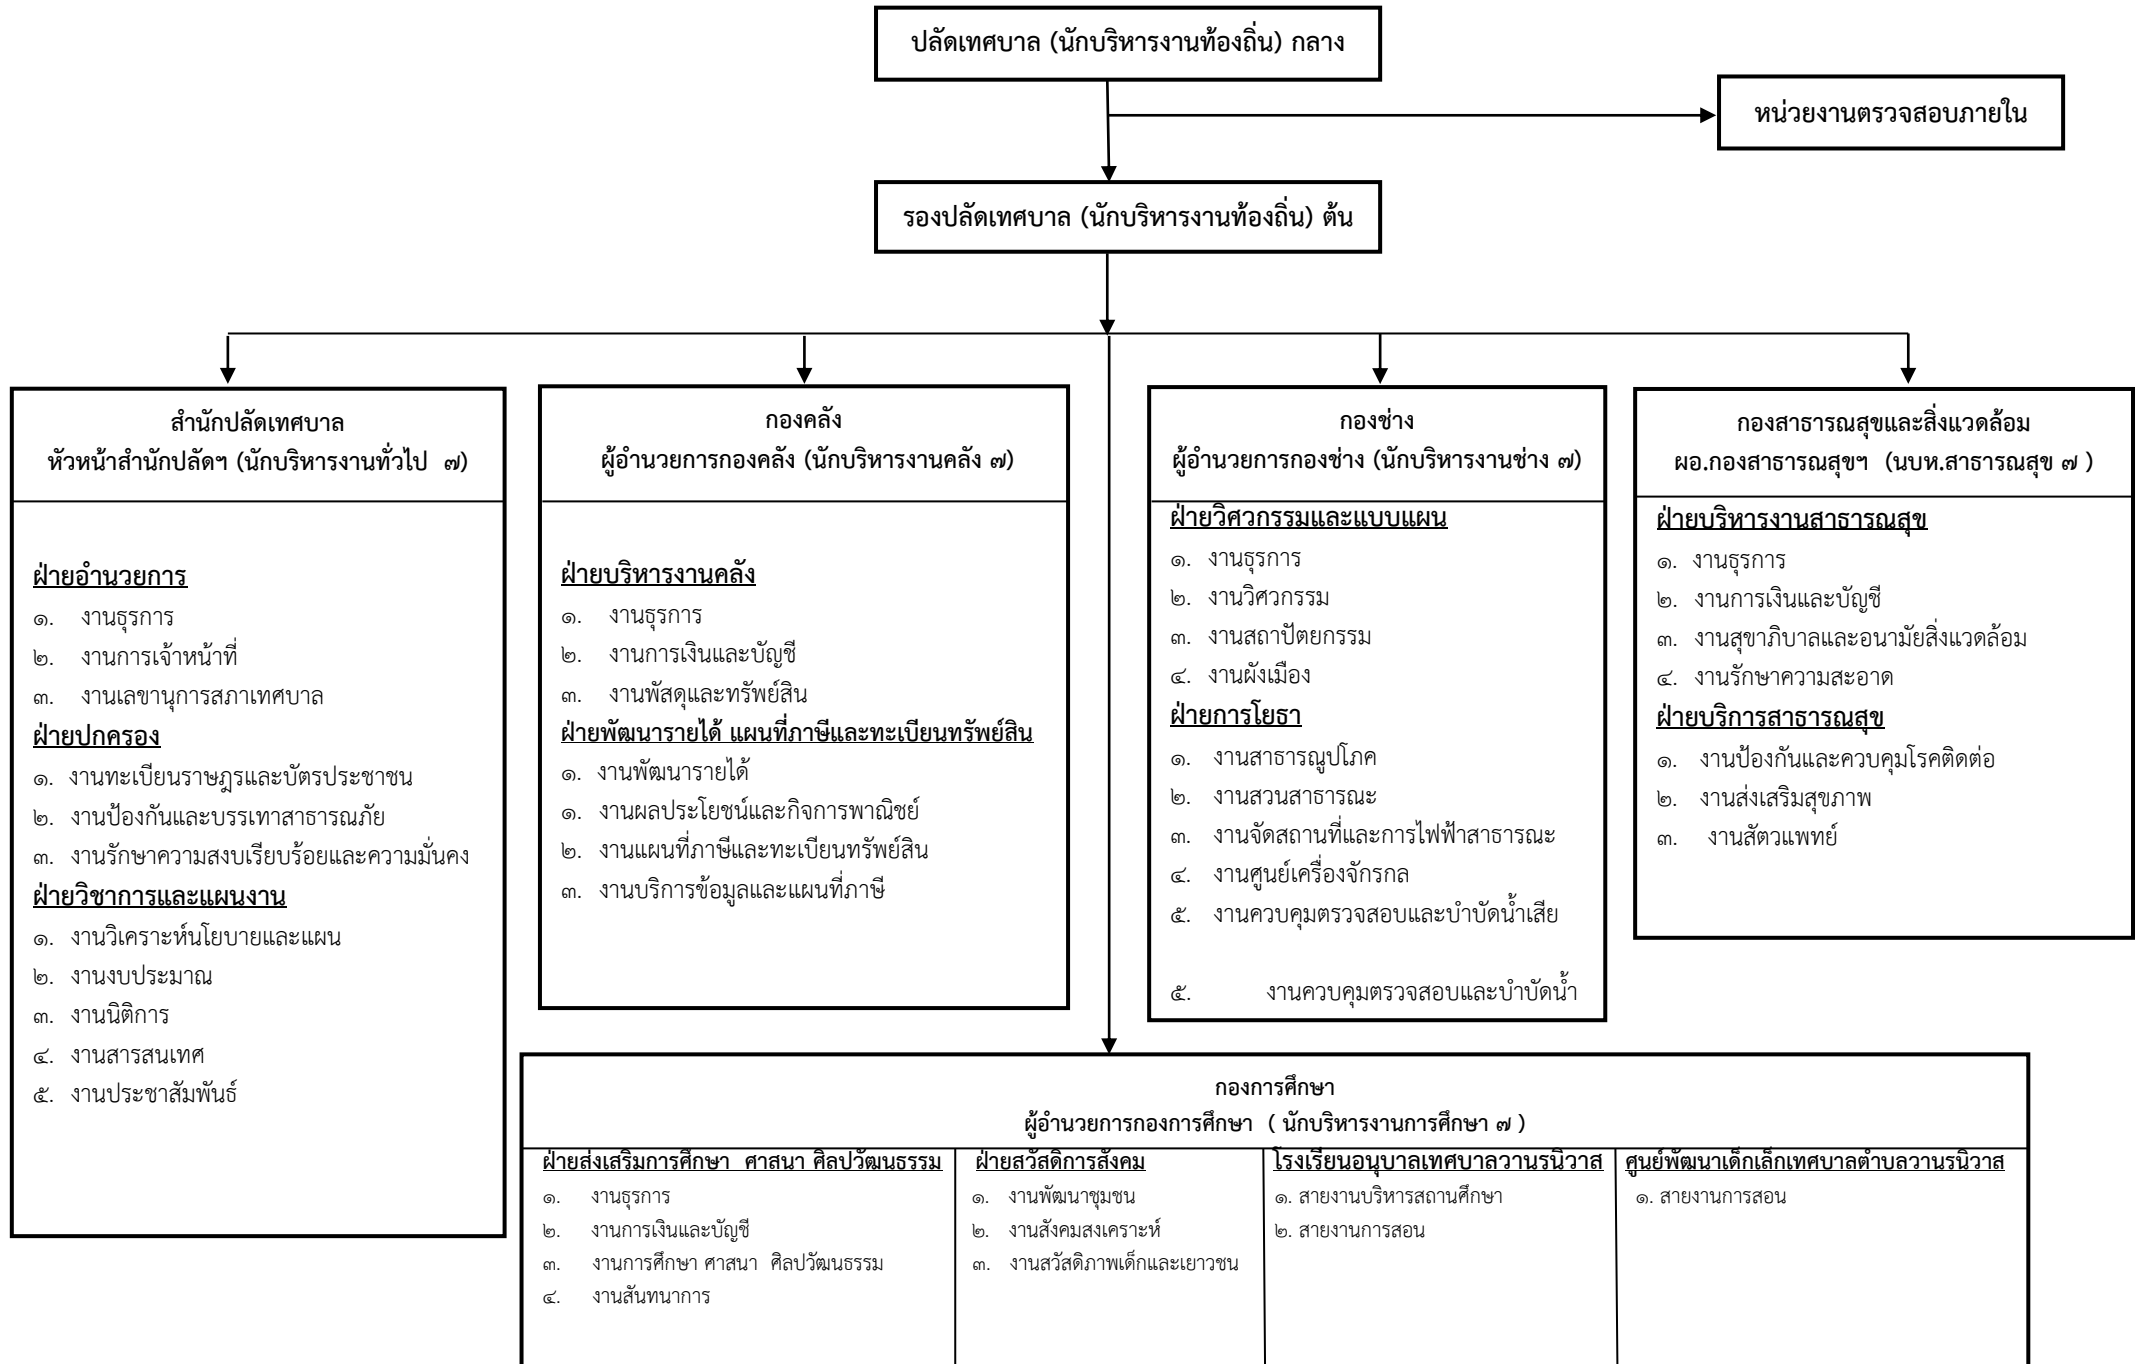 ปลัดเทศบาล (นักบริหารงานท้องถิ่น) กลาง
หน่วยงานตรวจสอบภายใน
รองปลัดเทศบาล (นักบริหารงานท้องถิ่น) ต้น
สำนักปลัดเทศบาล
หัวหน้าสำนักปลัดฯ (นักบริหารงานทั่วไป ๗)
ฝ่ายอำนวยการ
๑. งานธุรการ
๒. งานการเจ้าหน้าที่
๓. งานเลขานุการสภาเทศบาล
ฝ่ายปกครอง
๑. งานทะเบียนราษฎรและบัตรประชาชน
๒. งานป้องกันและบรรเทาสาธารณภัย
๓. งานรักษาความสงบเรียบร้อยและความมั่นคง
ฝ่ายวิชาการและแผนงาน
๑. งานวิเคราะห์นโยบายและแผน
๒. งานงบประมาณ
๓. งานนิติการ
๔. งานสารสนเทศ
๕. งานประชาสัมพันธ์
กองคลัง
ผู้อำนวยการกองคลัง (นักบริหารงานคลัง ๗)
ฝ่ายบริหารงานคลัง
๑. งานธุรการ
๒. งานการเงินและบัญชี
๓. งานพัสดุและทรัพย์สิน
ฝ่ายพัฒนารายได้ แผนที่ภาษีและทะเบียนทรัพย์สิน
๑. งานพัฒนารายได้
๑. งานผลประโยชน์และกิจการพาณิชย์
๒. งานแผนที่ภาษีและทะเบียนทรัพย์สิน
๓. งานบริการข้อมูลและแผนที่ภาษี
กองช่าง
ผู้อำนวยการกองช่าง (นักบริหารงานช่าง ๗)
ฝ่ายวิศวกรรมและแบบแผน
๑. งานธุรการ
๒. งานวิศวกรรม
๓. งานสถาปัตยกรรม
๔. งานผังเมือง
ฝ่ายการโยธา
๑. งานสาธารณูปโภค
๒. งานสวนสาธารณะ
๓. งานจัดสถานที่และการไฟฟ้าสาธารณะ
๔. งานศูนย์เครื่องจักรกล
๕. งานควบคุมตรวจสอบและบำบัดน้ำเสีย
๕. งานควบคุมตรวจสอบและบำบัดน้ำ
กองสาธารณสุขและสิ่งแวดล้อม
ผอ.กองสาธารณสุขฯ (นบห.สาธารณสุข ๗ )
ฝ่ายบริหารงานสาธารณสุข
๑. งานธุรการ
๒. งานการเงินและบัญชี
๓. งานสุขาภิบาลและอนามัยสิ่งแวดล้อม
๔. งานรักษาความสะอาด
ฝ่ายบริการสาธารณสุข
๑. งานป้องกันและควบคุมโรคติดต่อ
๒. งานส่งเสริมสุขภาพ
๓. งานสัตวแพทย์
กองการศึกษา
ผู้อำนวยการกองการศึกษา ( นักบริหารงานการศึกษา ๗ )
ฝ่ายส่งเสริมการศึกษา ศาสนา ศิลปวัฒนธรรม
๑. งานธุรการ
๒. งานการเงินและบัญชี
๓. งานการศึกษา ศาสนา ศิลปวัฒนธรรม
๔. งานสันทนาการ
ฝ่ายสวัสดิการสังคม
๑. งานพัฒนาชุมชน
๒. งานสังคมสงเคราะห์
๓. งานสวัสดิภาพเด็กและเยาวชน
โรงเรียนอนุบาลเทศบาลวานรนิวาส
๑. สายงานบริหารสถานศึกษา
๒. สายงานการสอน
ศูนย์พัฒนาเด็กเล็กเทศบาลตำบลวานรนิวาส
๑. สายงานการสอน